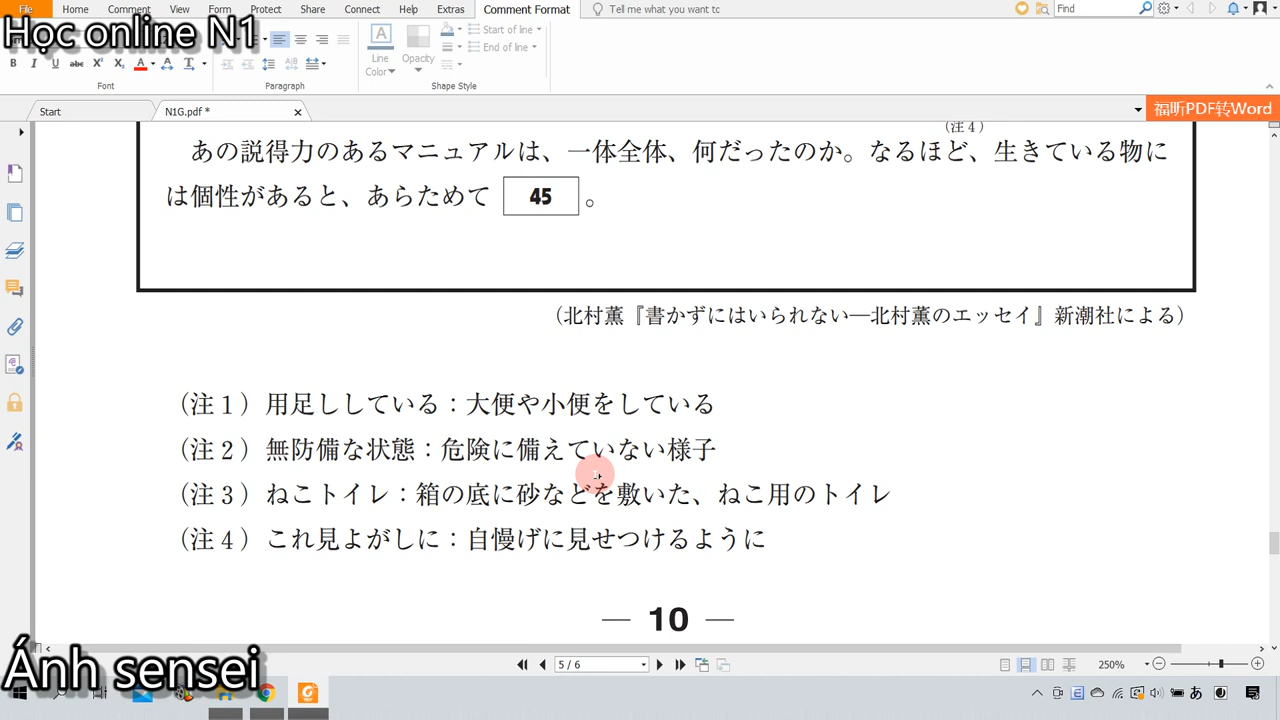 File Home Comment View Form Protect Share Connect Help Extras Comment Format Tell me what you want tc Find
Học online N1
Start of line
End of line
Line Color
Opacity
Font Paragraph Shape Style
Start N1G.pdf *
福昕PDF转Word
(注4)
あの説得力のあるマニュアルは、一体全体、何だったのか。なるほど、生きている物に
は個性があると、あらためて 45 。
(北村薫『書かずにはいられない―北村薫のエッセイ』新潮社による)
(注1) 用足ししている：大便や小便をしている
(注2) 無防備な状態：危険に備えていない様子
(注3) ねこトイレ：箱の底に砂などを敷いた、ねこ用のトイレ
(注4) これ見よがしに：自慢げに見せつけるように
— 10 —
Ánh sensei
5 / 6
250%
あ